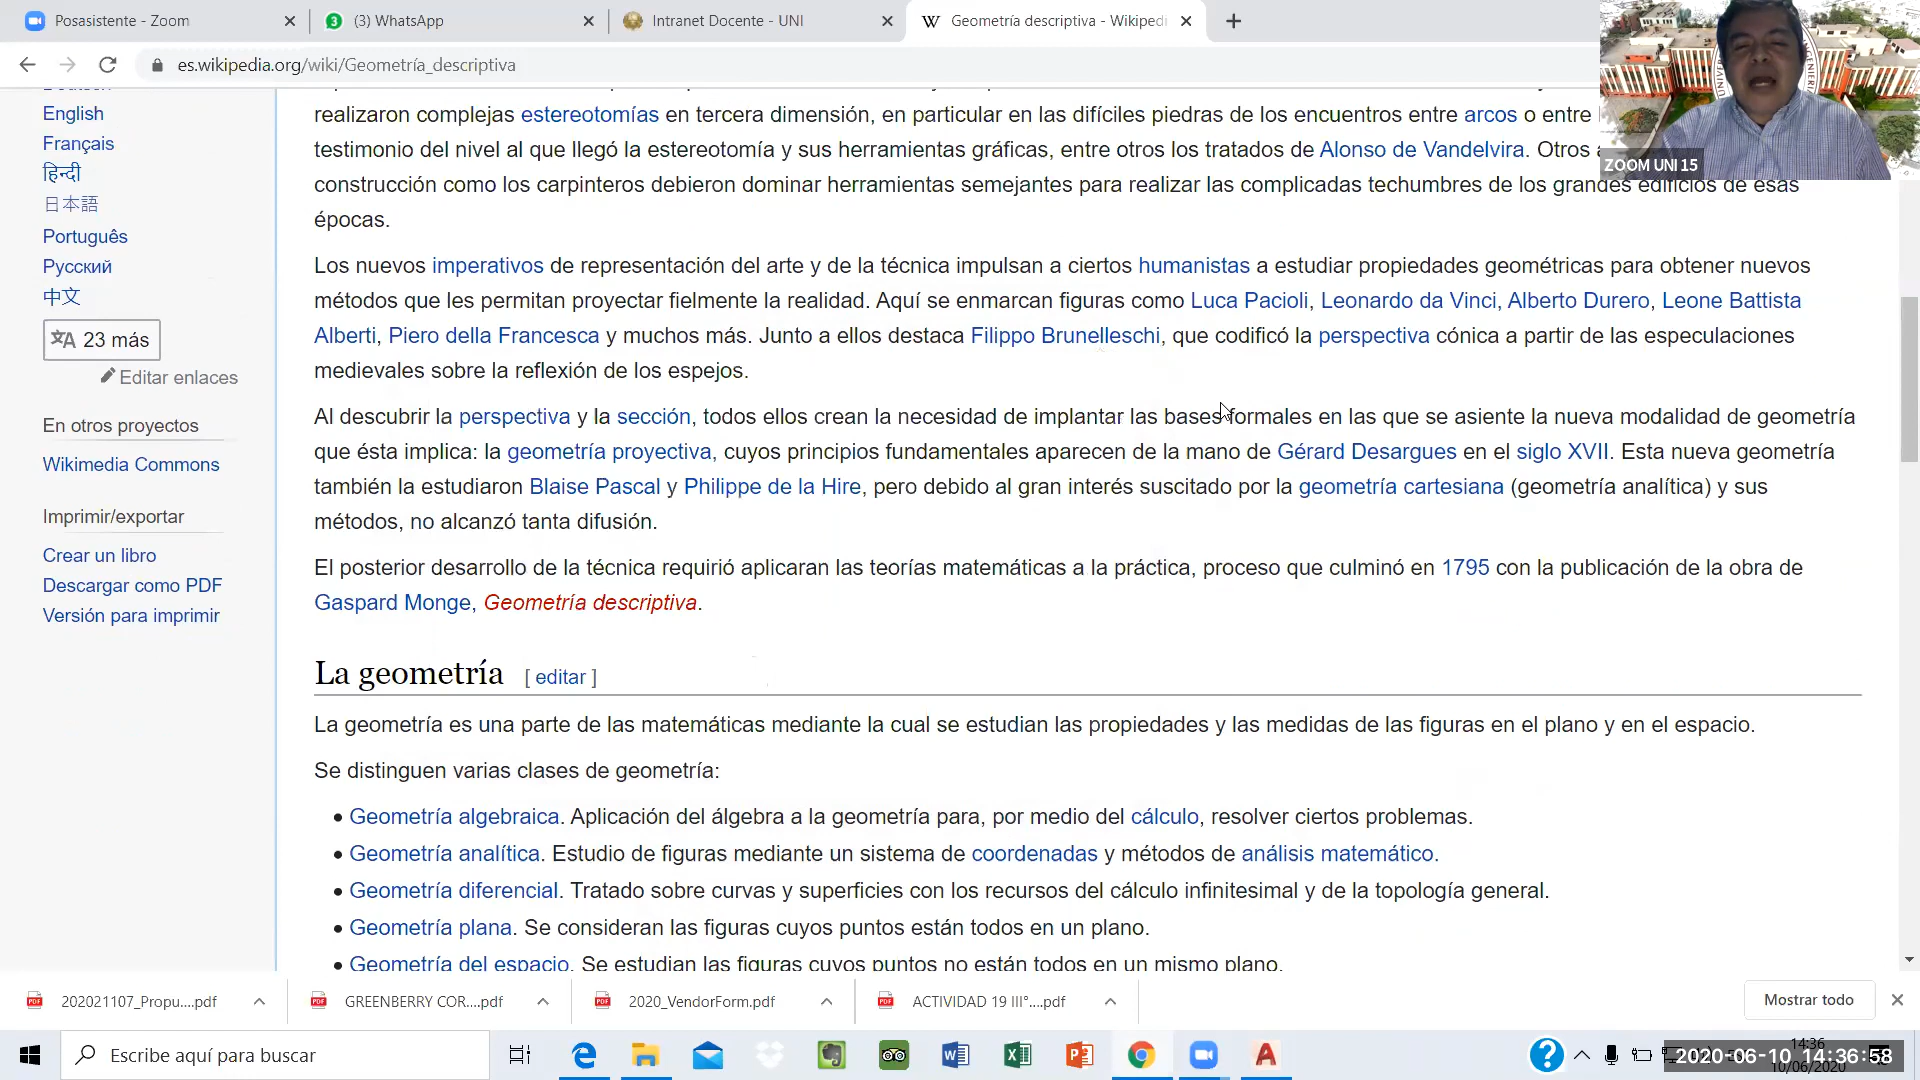 Posasistente - Zoom
(3) WhatsApp
Intranet Docente - UNI
Geometría descriptiva - Wikiped
es.wikipedia.org/wiki/Geometría_descriptiva
English
Français
हिन्दी
日本語
Português
Русский
中文
23 más
Editar enlaces
En otros proyectos
Wikimedia Commons
Imprimir/exportar
Crear un libro
Descargar como PDF
Versión para imprimir
realizaron complejas estereotomías en tercera dimensión, en particular en las difíciles piedras de los encuentros entre arcos o entre
testimonio del nivel al que llegó la estereotomía y sus herramientas gráficas, entre otros los tratados de Alonso de Vandelvira. Otros
construcción como los carpinteros debieron dominar herramientas semejantes para realizar las complicadas techumbres de los grandes edificios de esas
épocas.
Los nuevos imperativos de representación del arte y de la técnica impulsan a ciertos humanistas a estudiar propiedades geométricas para obtener nuevos
métodos que les permitan proyectar fielmente la realidad. Aquí se enmarcan figuras como Luca Pacioli, Leonardo da Vinci, Alberto Durero, Leone Battista
Alberti, Piero della Francesca y muchos más. Junto a ellos destaca Filippo Brunelleschi, que codificó la perspectiva cónica a partir de las especulaciones
medievales sobre la reflexión de los espejos.
Al descubrir la perspectiva y la sección, todos ellos crean la necesidad de implantar las bases formales en las que se asiente la nueva modalidad de geometría
que ésta implica: la geometría proyectiva, cuyos principios fundamentales aparecen de la mano de Gérard Desargues en el siglo XVII. Esta nueva geometría
también la estudiaron Blaise Pascal y Philippe de la Hire, pero debido al gran interés suscitado por la geometría cartesiana (geometría analítica) y sus
métodos, no alcanzó tanta difusión.
El posterior desarrollo de la técnica requirió aplicaran las teorías matemáticas a la práctica, proceso que culminó en 1795 con la publicación de la obra de
Gaspard Monge, Geometría descriptiva.
La geometría [ editar ]
La geometría es una parte de las matemáticas mediante la cual se estudian las propiedades y las medidas de las figuras en el plano y en el espacio.
Se distinguen varias clases de geometría:
• Geometría algebraica. Aplicación del álgebra a la geometría para, por medio del cálculo, resolver ciertos problemas.
• Geometría analítica. Estudio de figuras mediante un sistema de coordenadas y métodos de análisis matemático.
• Geometría diferencial. Tratado sobre curvas y superficies con los recursos del cálculo infinitesimal y de la topología general.
• Geometría plana. Se consideran las figuras cuyos puntos están todos en un plano.
• Geometría del espacio. Se estudian las figuras cuyos puntos no están todos en un mismo plano.
ZOOM UNI 15
202021107_Propu....pdf
GREENBERRY COR....pdf
2020_VendorForm.pdf
ACTIVIDAD 19 III°....pdf
Mostrar todo
Escribe aquí para buscar
14:36
2020-06-10 14:36:58
10/06/2020